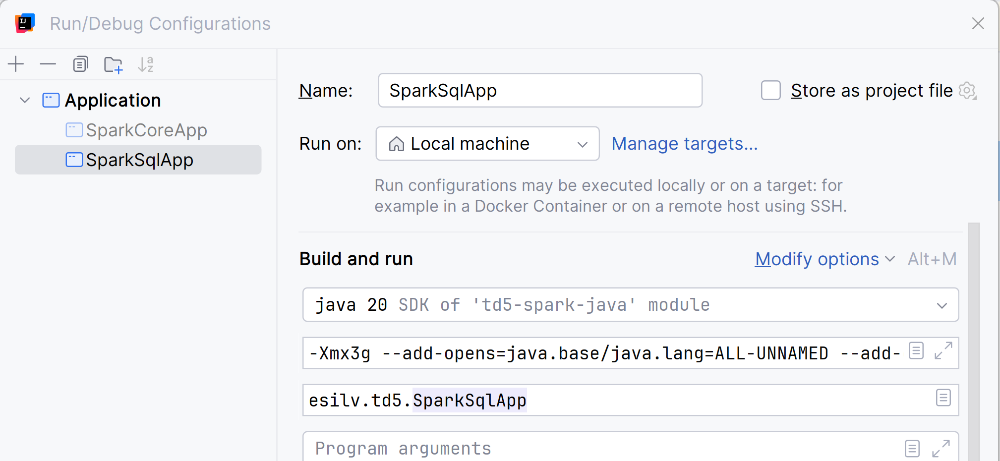 Run/Debug Configurations
Application
SparkCoreApp
SparkSqlApp
Name: SparkSqlApp Store as project file
Run on: Local machine Manage targets...
Run configurations may be executed locally or on a target: for
example in a Docker Container or on a remote host using SSH.
Build and run Modify options Alt+M
java 20 SDK of 'td5-spark-java' module
-Xmx3g --add-opens=java.base/java.lang=ALL-UNNAMED --add-
esilv.td5.SparkSqlApp
Program arguments